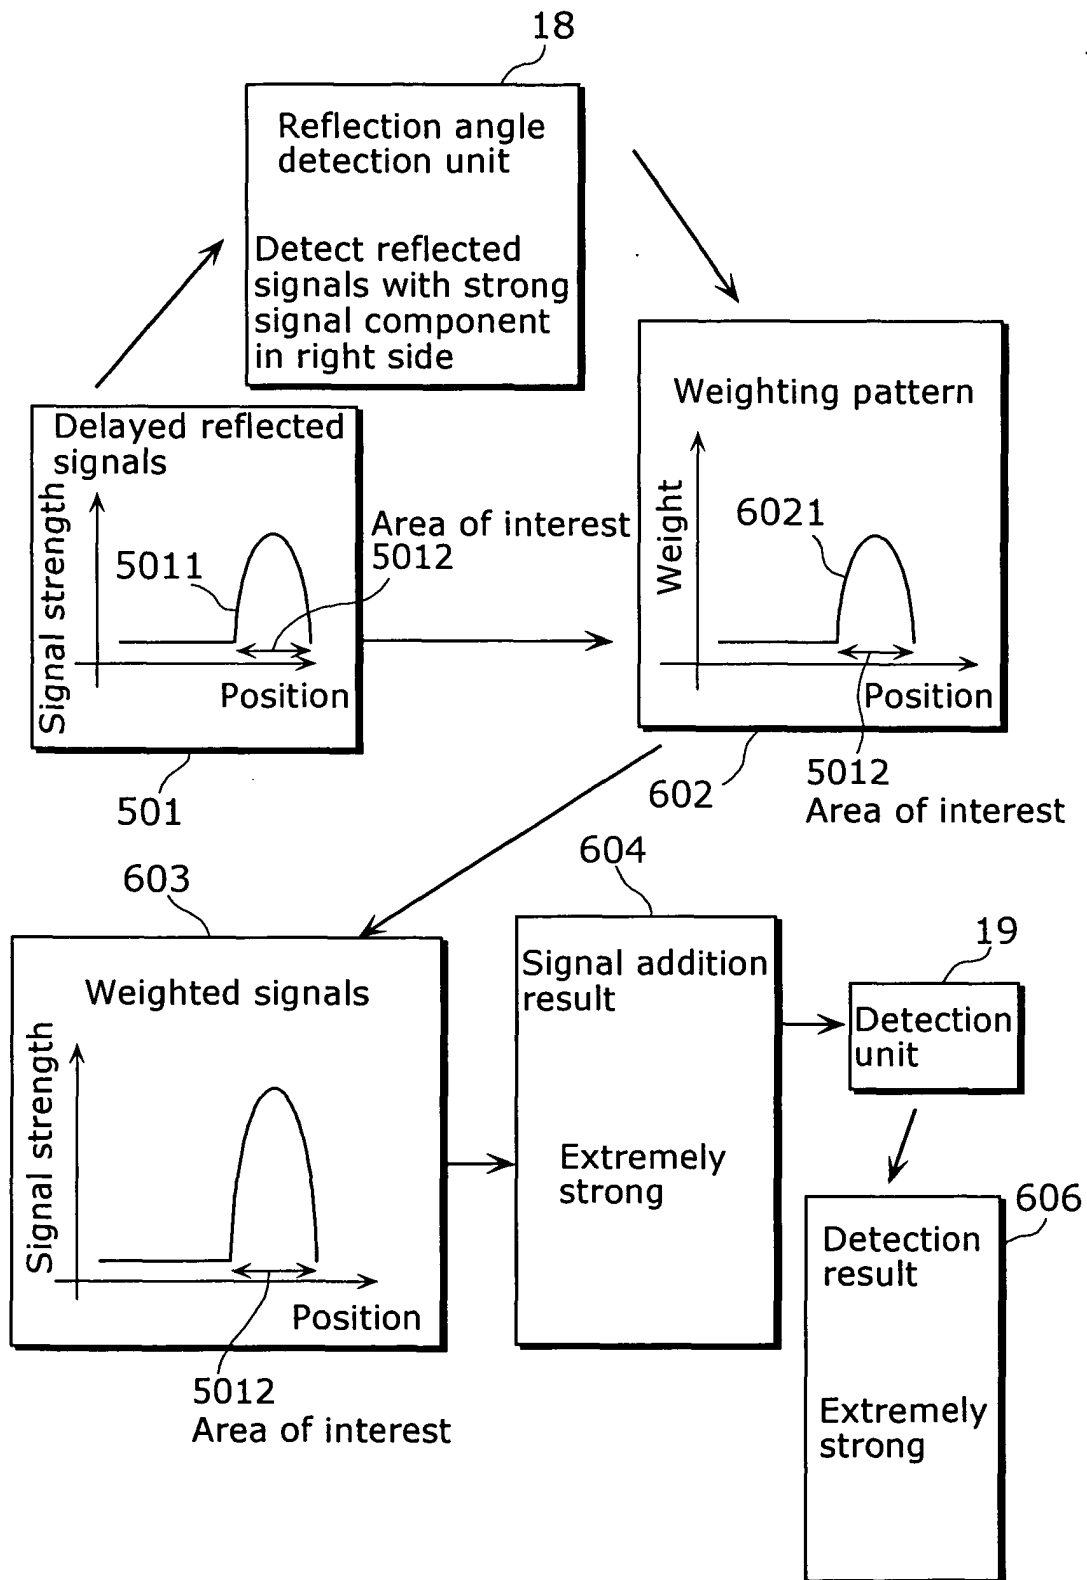 18
Reflection angle
detection unit
Detect reflected
signals with strong
signal component
in right side
Delayed reflected
signals
Signal strength
5011
Position
Area of interest
5012
501
Weighting pattern
Weight
6021
Position
602
5012
Area of interest
603
Weighted signals
Signal strength
Position
5012
Area of interest
604
Signal addition
result
Extremely
strong
19
Detection
unit
606
Detection
result
Extremely
strong